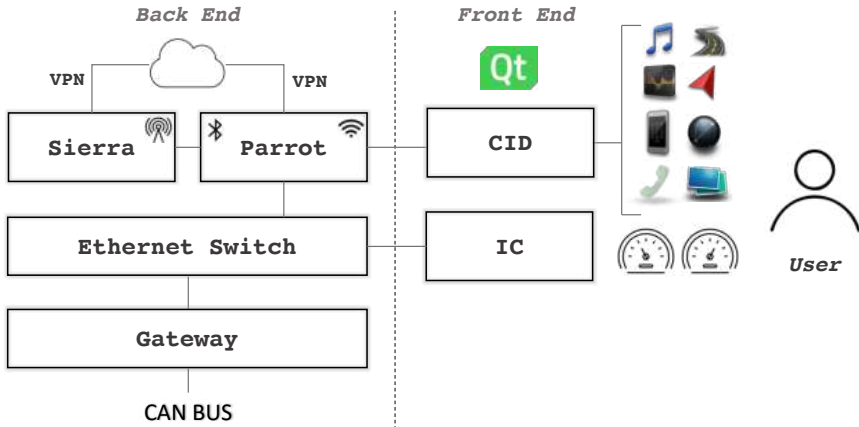 Back End
Front End
VPN
VPN
Qt
Sierra
Parrot
CID
Ethernet Switch
IC
User
Gateway
CAN BUS